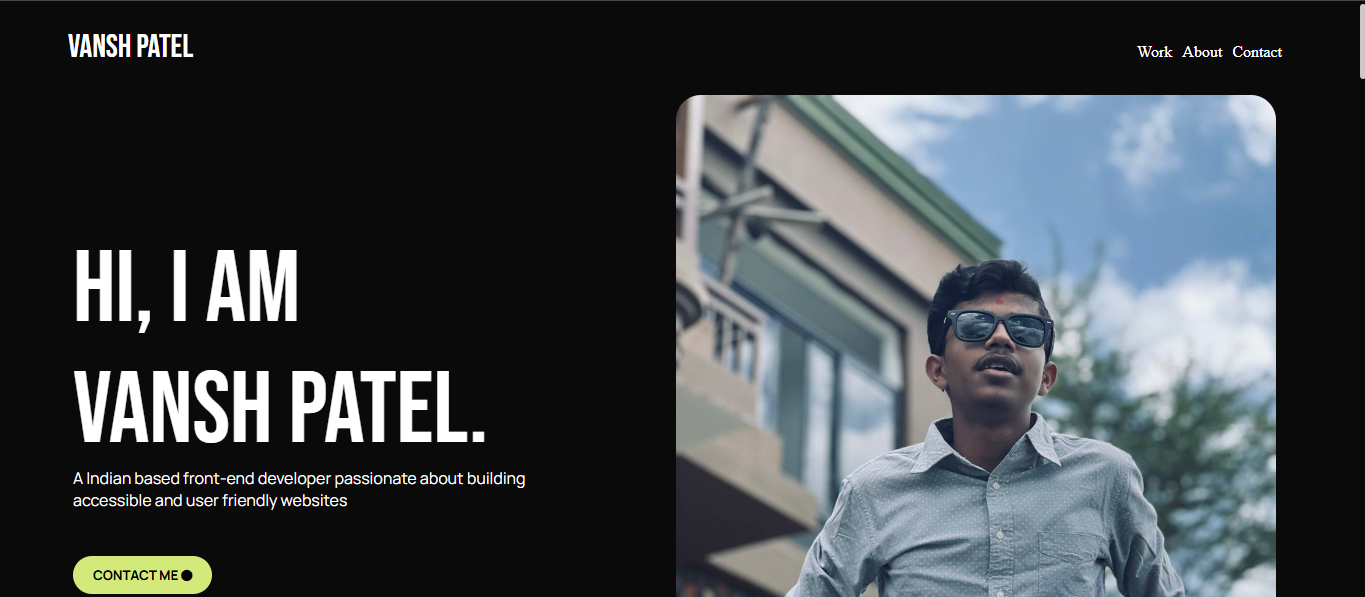 VANSH PATEL
Work About Contact
HI, I AM
VANSH PATEL.
A Indian based front-end developer passionate about building
accessible and user friendly websites
CONTACT ME